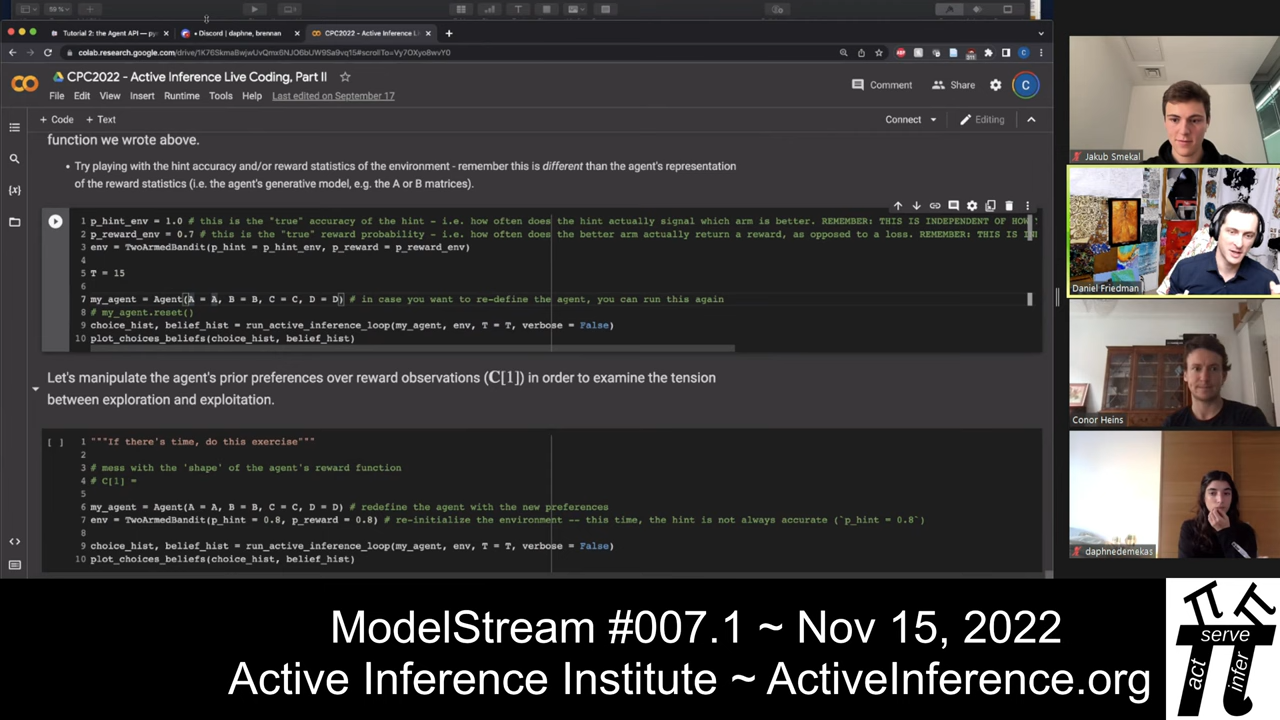 59 %
Tutorial 2: the Agent API — py
Discord | daphne, brennan
CPC2022 - Active Inference Liv
CPC2022 - Active Inference Live Coding, Part II
File Edit View Insert Runtime Tools Help Last edited on September 17
Comment
Share
C
+ Code + Text
Connect
Editing
function we wrote above.
• Try playing with the hint accuracy and/or reward statistics of the environment - remember this is different than the agent's representation
of the reward statistics (i.e. the agent's generative model, e.g. the A or B matrices).
1 p_hint_env = 1.0 # this is the "true" accuracy of the hint - i.e. how often does the hint actually signal which arm is better. REMEMBER: THIS IS INDEPENDENT OF HOW
2 p_reward_env = 0.7 # this is the "true" reward probability - i.e. how often does the better arm actually return a reward, as opposed to a loss. REMEMBER: THIS IS
3 env = TwoArmedBandit(p_hint = p_hint_env, p_reward = p_reward_env)
4
5 T = 15
6
7 my_agent = Agent(A = A, B = B, C = C, D = D) # in case you want to re-define the agent, you can run this again
8 # my_agent.reset()
9 choice_hist, belief_hist = run_active_inference_loop(my_agent, env, T = T, verbose = False)
10 plot_choices_beliefs(choice_hist, belief_hist)
Let's manipulate the agent's prior preferences over reward observations (C[1]) in order to examine the tension
between exploration and exploitation.
[ ] 1 """If there's time, do this exercise"""
2
3 # mess with the 'shape' of the agent's reward function
4 # C[1] =
5
6 my_agent = Agent(A = A, B = B, C = C, D = D) # redefine the agent with the new preferences
7 env = TwoArmedBandit(p_hint = 0.8, p_reward = 0.8) # re-initialize the environment -- this time, the hint is not always accurate (`p_hint = 0.8`)
8
9 choice_hist, belief_hist = run_active_inference_loop(my_agent, env, T = T, verbose = False)
10 plot_choices_beliefs(choice_hist, belief_hist)
Jakub Smekal
Daniel Friedman
Conor Heins
daphnedemekas
ModelStream #007.1 ~ Nov 15, 2022
Active Inference Institute ~ ActiveInference.org
serve
act
infer